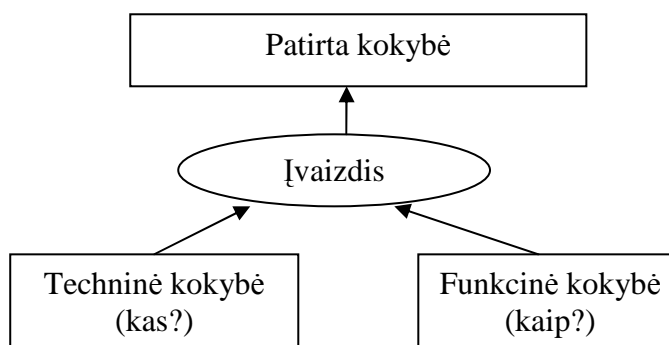 Patirta kokybė
Įvaizdis
Techninė kokybė
(kas?)
Funkcinė kokybė
(kaip?)